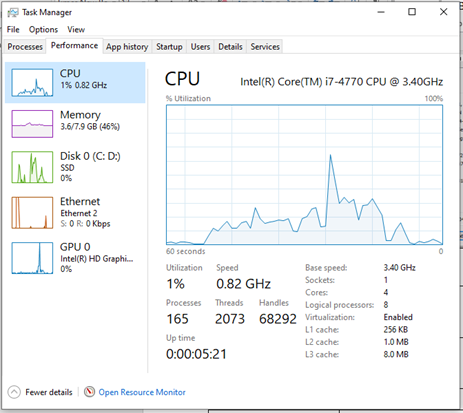 Task Manager
File Options View
Processes Performance App history Startup Users Details Services
CPU
1% 0.82 GHz
Memory
3.6/7.9 GB (46%)
Disk 0 (C: D:)
SSD
0%
Ethernet
Ethernet 2
S: 0 R: 0 Kbps
GPU 0
Intel(R) HD Graphi...
0%
CPU Intel(R) Core(TM) i7-4770 CPU @ 3.40GHz
% Utilization 100%
60 seconds 0
Utilization Speed
1% 0.82 GHz
Processes Threads Handles
165 2073 68292
Up time
0:00:05:21
Base speed: 3.40 GHz
Sockets: 1
Cores: 4
Logical processors: 8
Virtualization: Enabled
L1 cache: 256 KB
L2 cache: 1.0 MB
L3 cache: 8.0 MB
Fewer details Open Resource Monitor